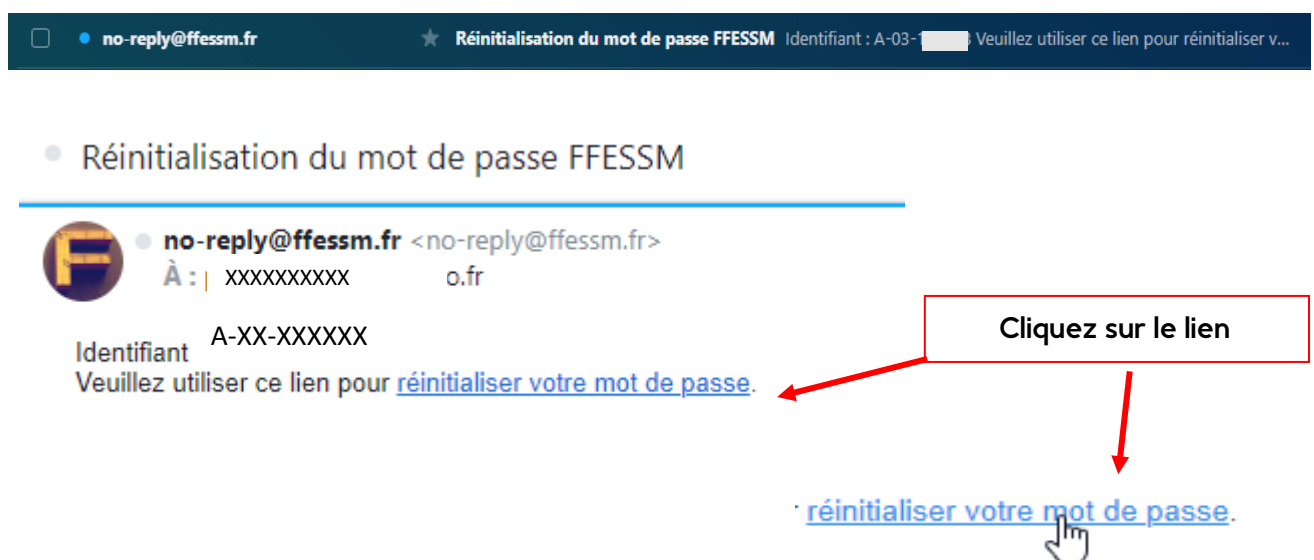 no-reply@ffessm.fr Réinitialisation du mot de passe FFESSM Identifiant : A-03- Veuillez utiliser ce lien pour réinitialiser v...
Réinitialisation du mot de passe FFESSM
no-reply@ffessm.fr <no-reply@ffessm.fr>
À : XXXXXXXXXX o.fr
Cliquez sur le lien
Identifiant A-XX-XXXXXX
Veuillez utiliser ce lien pour réinitialiser votre mot de passe.
réinitialiser votre mot de passe.